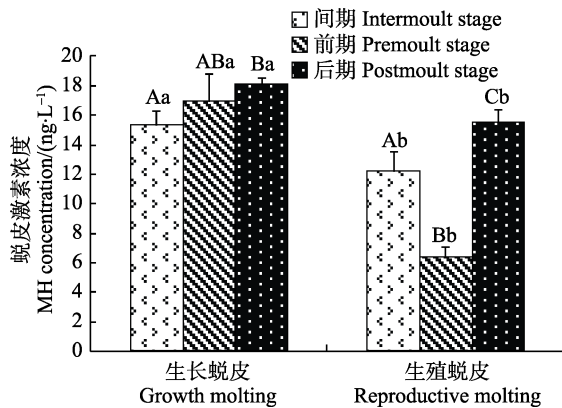 间期 Intermoult stage
前期 Premoult stage
后期 Postmoult stage
蜕皮激素浓度
MH concentration/(ng·L⁻¹)
20
18
16
14
12
10
8
6
4
2
0
Aa
ABa
Ba
Ab
Bb
Cb
生长蜕皮
Growth molting
生殖蜕皮
Reproductive molting